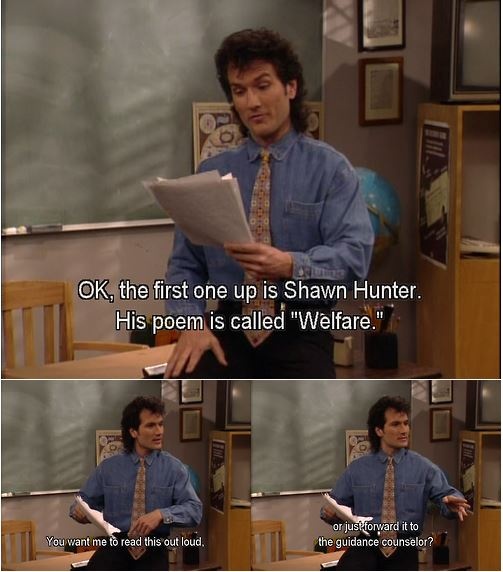 OK, the first one up is Shawn Hunter.
His poem is called "Welfare."
You want me to read this out loud,
or just forward it to
the guidance counselor?